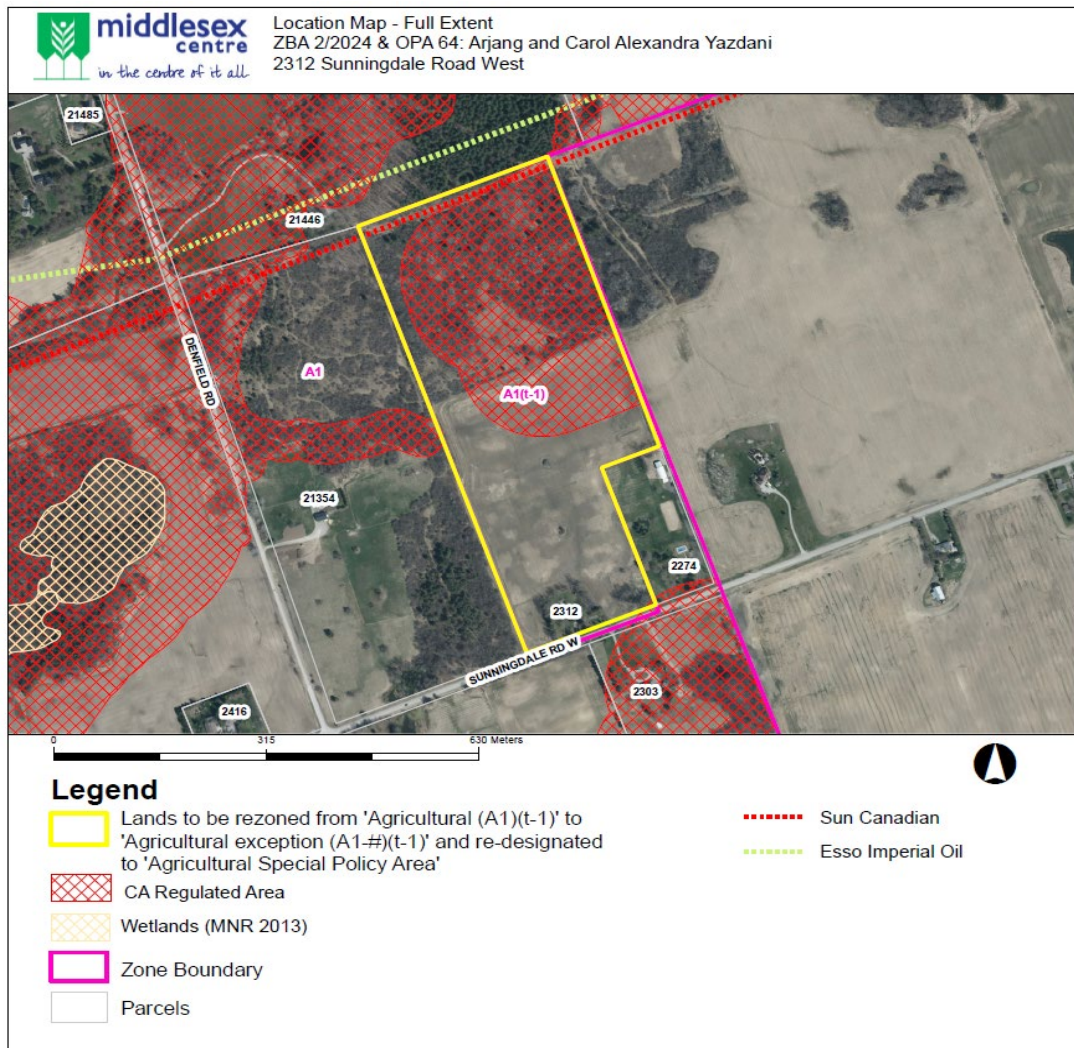 middlesex
centre
in the centre of it all
Location Map - Full Extent
ZBA 2/2024 & OPA 64: Arjang and Carol Alexandra Yazdani
2312 Sunningdale Road West
21485
21446
DENFIELD RD
A1
A1(t-1)
21354
2274
2312
SUNNINGDALE RD W
2303
2416
0 315 630 Meters
Legend
Lands to be rezoned from 'Agricultural (A1)(t-1)' to
'Agricultural exception (A1-#)(t-1)' and re-designated
to 'Agricultural Special Policy Area'
CA Regulated Area
Wetlands (MNR 2013)
Zone Boundary
Parcels
Sun Canadian
Esso Imperial Oil